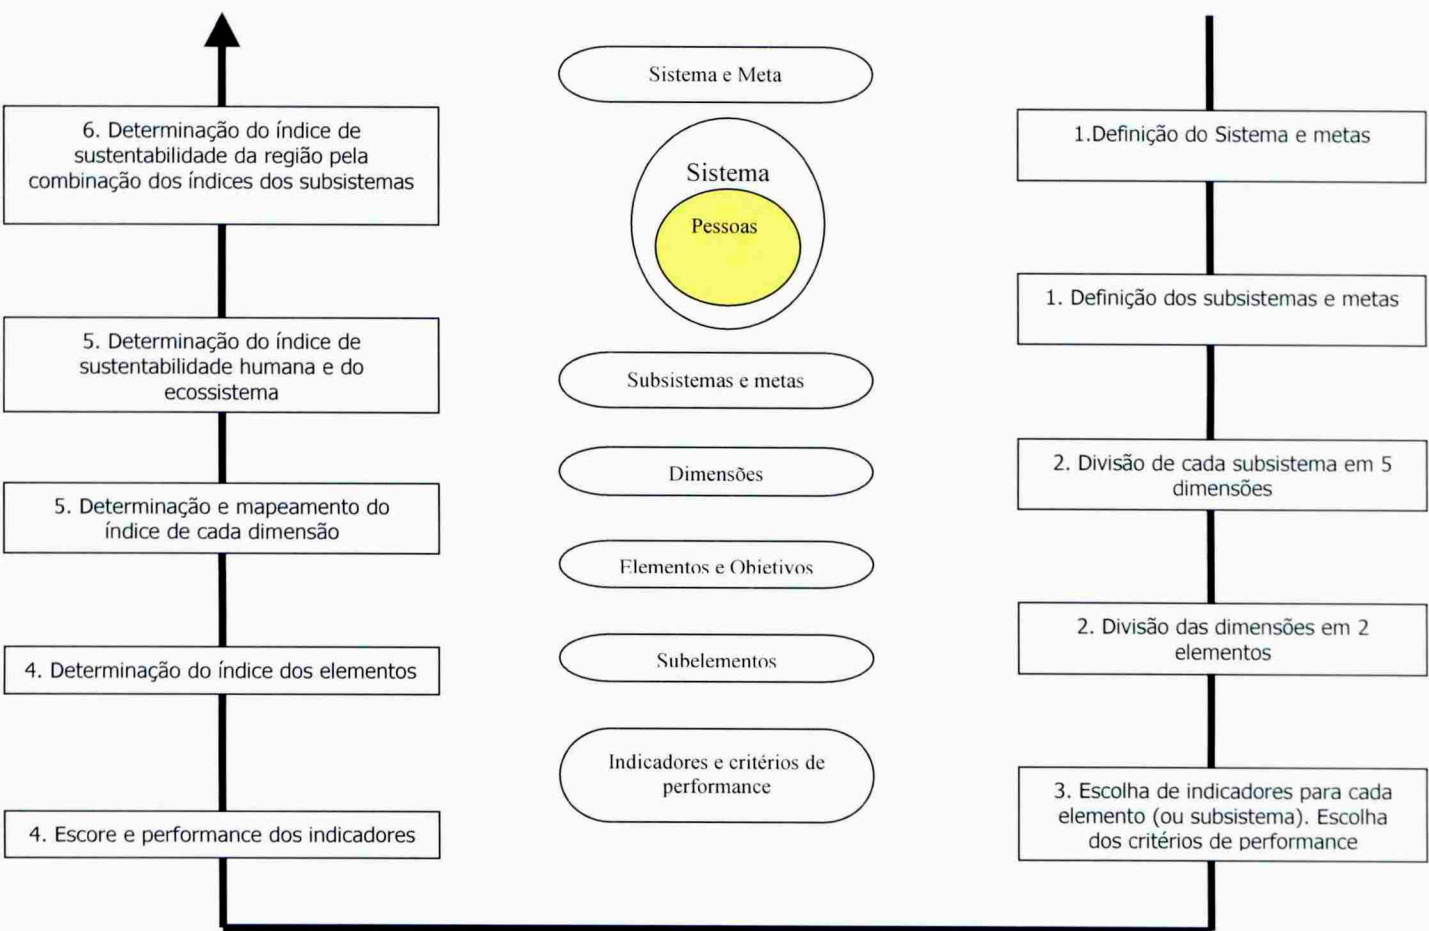 6. Determinação do índice de
sustentabilidade da região pela
combinação dos índices dos subsistemas
5. Determinação do índice de
sustentabilidade humana e do
ecossistema
5. Determinação e mapeamento do
índice de cada dimensão
4. Determinação do índice dos elementos
4. Escore e performance dos indicadores
Sistema e Meta
Sistema
Pessoas
Subsistemas e metas
Dimensões
Elementos e Objetivos
Subelementos
Indicadores e critérios de
performance
1.Definição do Sistema e metas
1. Definição dos subsistemas e metas
2. Divisão de cada subsistema em 5
dimensões
2. Divisão das dimensões em 2
elementos
3. Escolha de indicadores para cada
elemento (ou subsistema). Escolha
dos critérios de performance